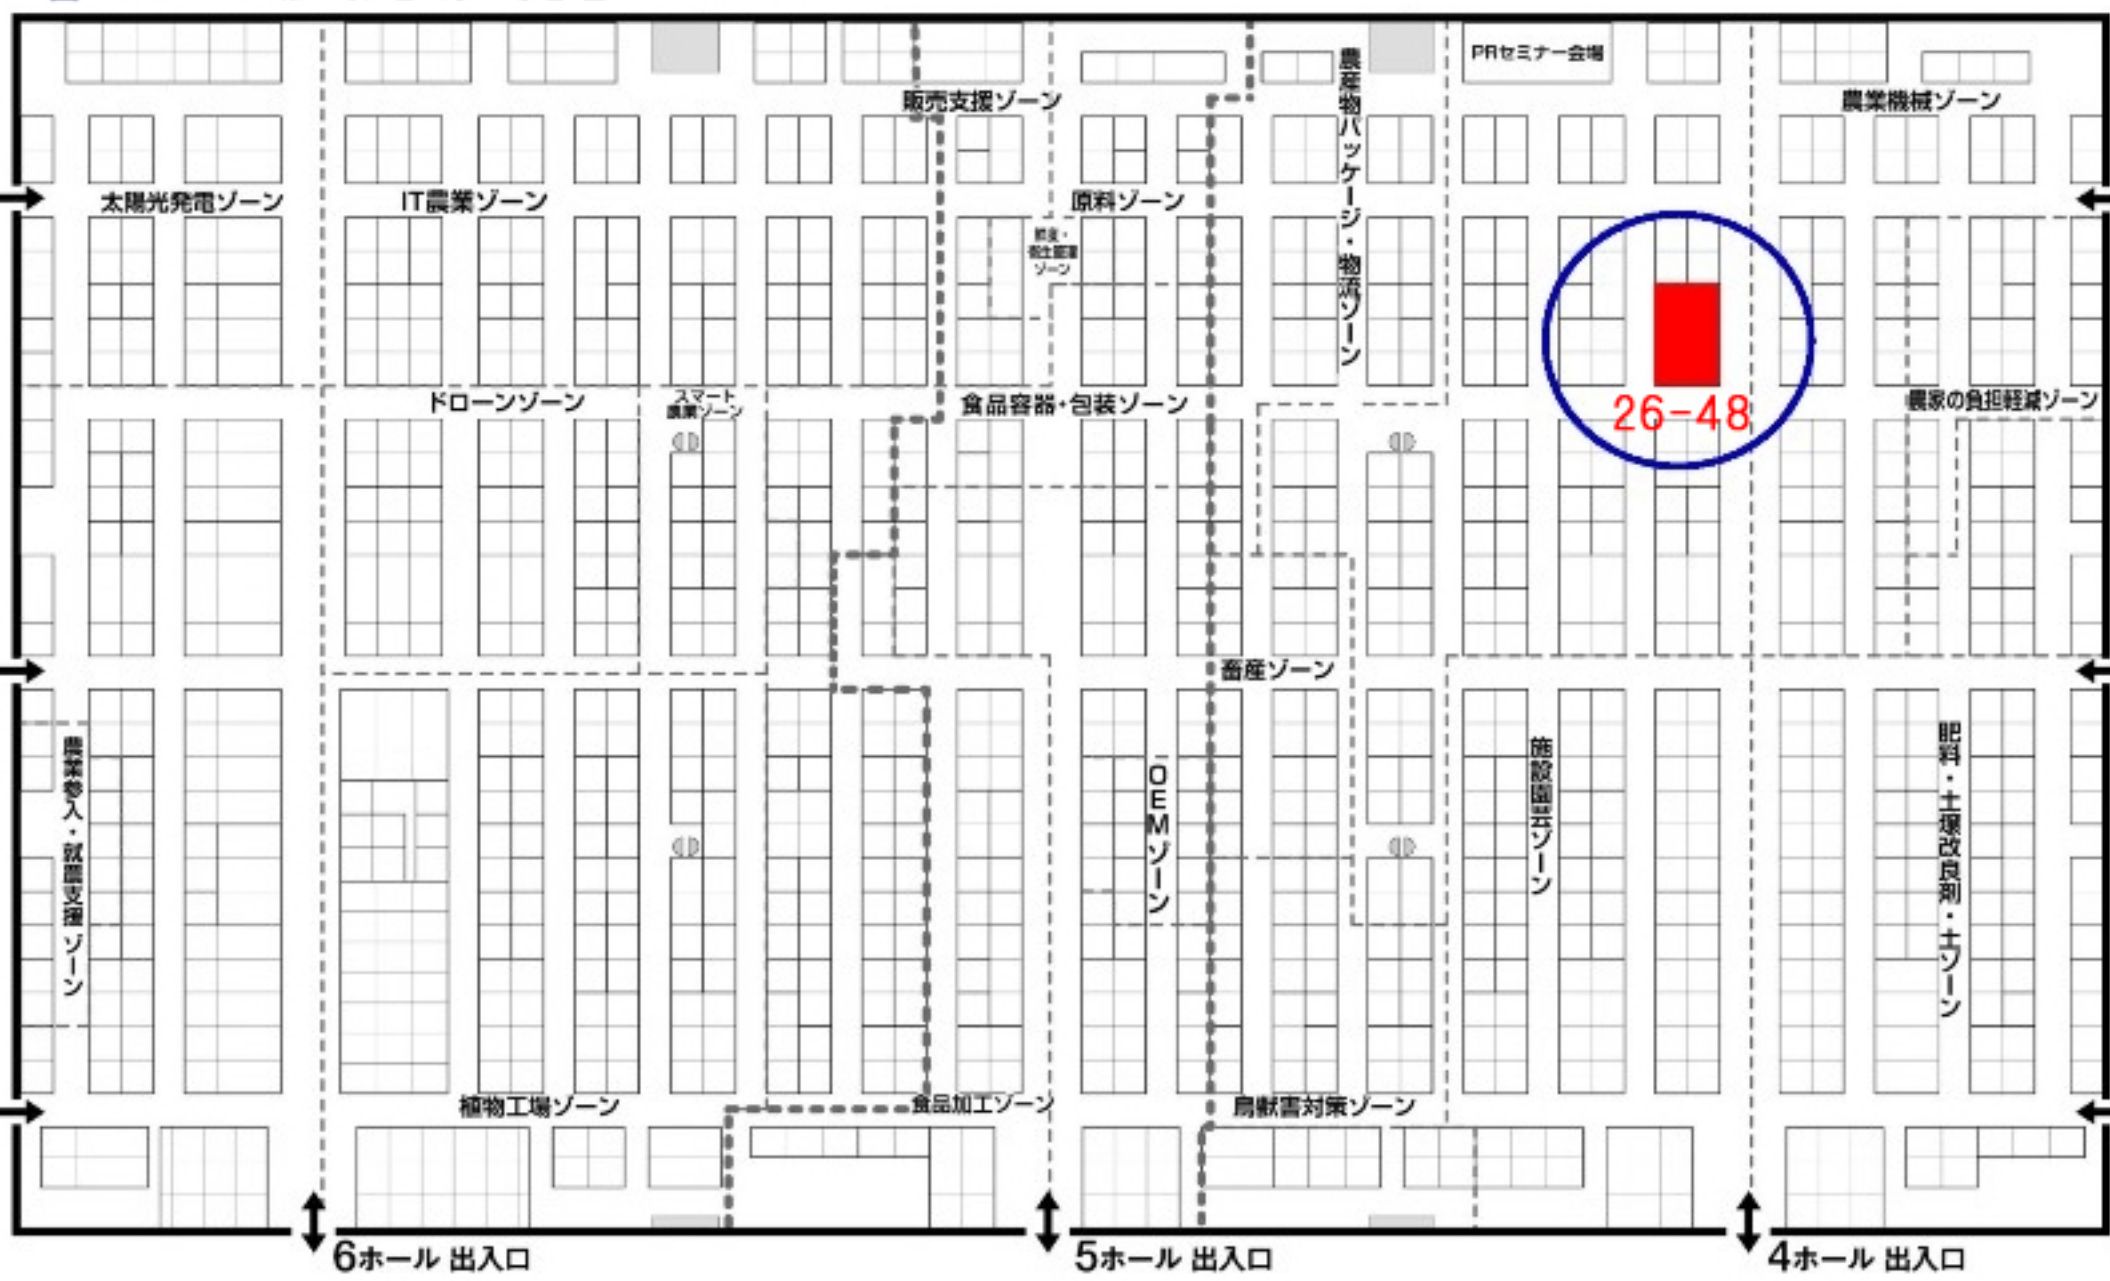 PRセミナー会場
販売支援ゾーン
農産物パッケージ・物流ゾーン
農業機械ゾーン
太陽光発電ゾーン
IT農業ゾーン
原料ゾーン
鮮度・
衛生管理
ゾーン
ドローンゾーン
スマート
農業ゾーン
食品容器・包装ゾーン
26-48
農家の負担軽減ゾーン
畜産ゾーン
農業参入・就農支援ゾーン
OEMゾーン
施設園芸ゾーン
肥料・土壌改良剤・土ゾーン
植物工場ゾーン
食品加工ゾーン
鳥獣害対策ゾーン
6ホール 出入口
5ホール 出入口
4ホール 出入口